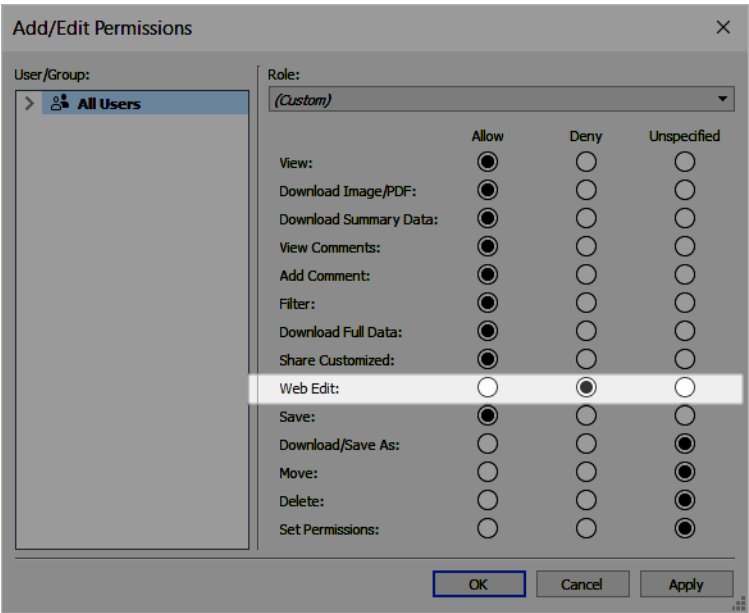 Add/Edit Permissions
User/Group:
All Users
Role:
(Custom)
Allow Deny Unspecified
View:
Download Image/PDF:
Download Summary Data:
View Comments:
Add Comment:
Filter:
Download Full Data:
Share Customized:
Web Edit:
Save:
Download/Save As:
Move:
Delete:
Set Permissions:
OK Cancel Apply